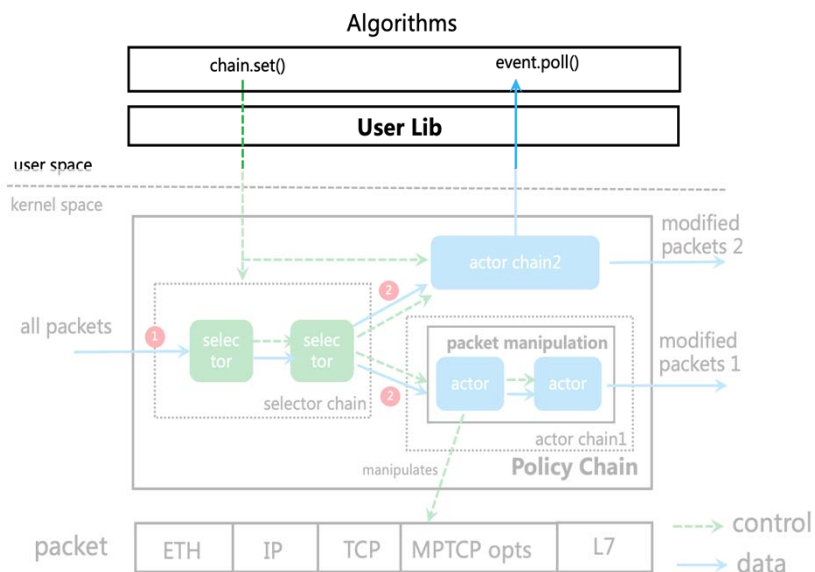 Algorithms
chain.set()
event.poll()
User Lib
user space
kernel space
modified
packets 2
actor chain2
2
all packets
1
selec
tor
selec
tor
packet manipulation
modified
packets 1
actor
actor
selector chain
2
actor chain1
manipulates
Policy Chain
control
packet
ETH
IP
TCP
MPTCP opts
L7
data